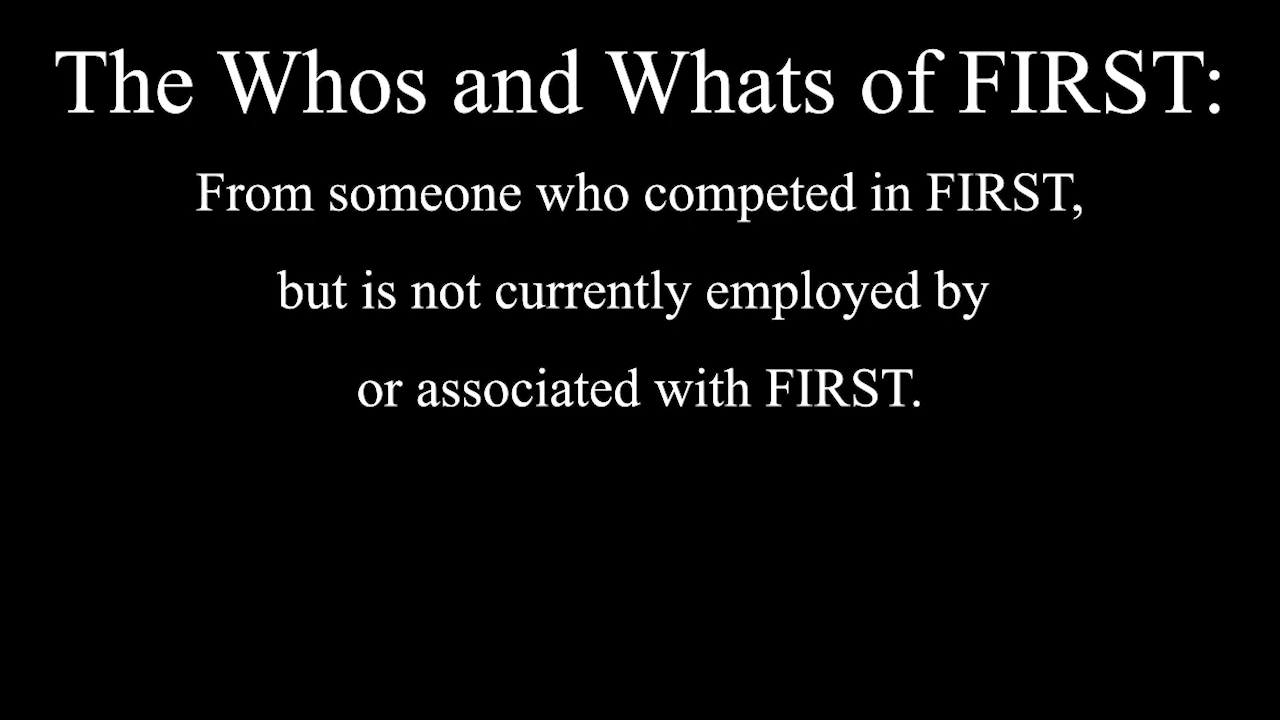 The Whos and Whats of FIRST:
From someone who competed in FIRST,
but is not currently employed by
or associated with FIRST.